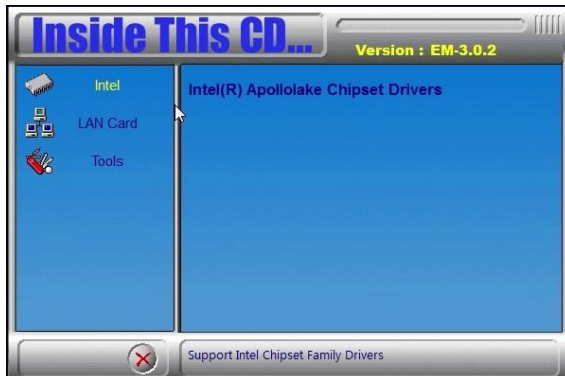 Inside This CD...
Version : EM-3.0.2
Intel
LAN Card
Tools
Intel(R) Apollolake Chipset Drivers
Support Intel Chipset Family Drivers